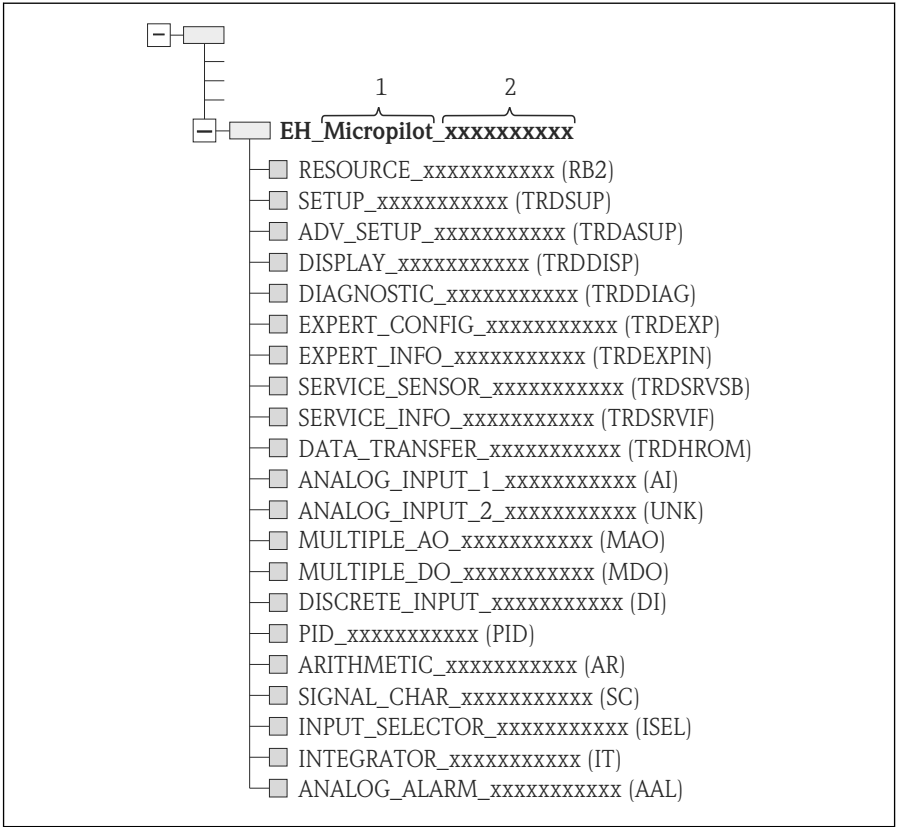 1 2
EH_Micropilot_xxxxxxxxxx
RESOURCE_xxxxxxxxxxx (RB2)
SETUP_xxxxxxxxxxx (TRDSUP)
ADV_SETUP_xxxxxxxxxxx (TRDASUP)
DISPLAY_xxxxxxxxxxx (TRDDISP)
DIAGNOSTIC_xxxxxxxxxxx (TRDDIAG)
EXPERT_CONFIG_xxxxxxxxxxx (TRDEXP)
EXPERT_INFO_xxxxxxxxxxx (TRDEXPIN)
SERVICE_SENSOR_xxxxxxxxxxx (TRDSRVSB)
SERVICE_INFO_xxxxxxxxxxx (TRDSRVIF)
DATA_TRANSFER_xxxxxxxxxxx (TRDHROM)
ANALOG_INPUT_1_xxxxxxxxxxx (AI)
ANALOG_INPUT_2_xxxxxxxxxxx (UNK)
MULTIPLE_AO_xxxxxxxxxxx (MAO)
MULTIPLE_DO_xxxxxxxxxxx (MDO)
DISCRETE_INPUT_xxxxxxxxxxx (DI)
PID_xxxxxxxxxxx (PID)
ARITHMETIC_xxxxxxxxxxx (AR)
SIGNAL_CHAR_xxxxxxxxxxx (SC)
INPUT_SELECTOR_xxxxxxxxxxx (ISEL)
INTEGRATOR_xxxxxxxxxxx (IT)
ANALOG_ALARM_xxxxxxxxxxx (AAL)